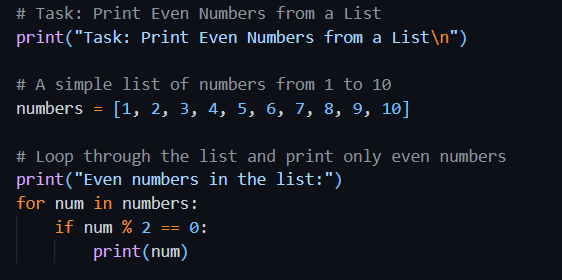 # Task: Print Even Numbers from a List
print("Task: Print Even Numbers from a List\n")
# A simple list of numbers from 1 to 10
numbers = [1, 2, 3, 4, 5, 6, 7, 8, 9, 10]
# Loop through the list and print only even numbers
print("Even numbers in the list:")
for num in numbers:
    if num % 2 == 0:
        print(num)